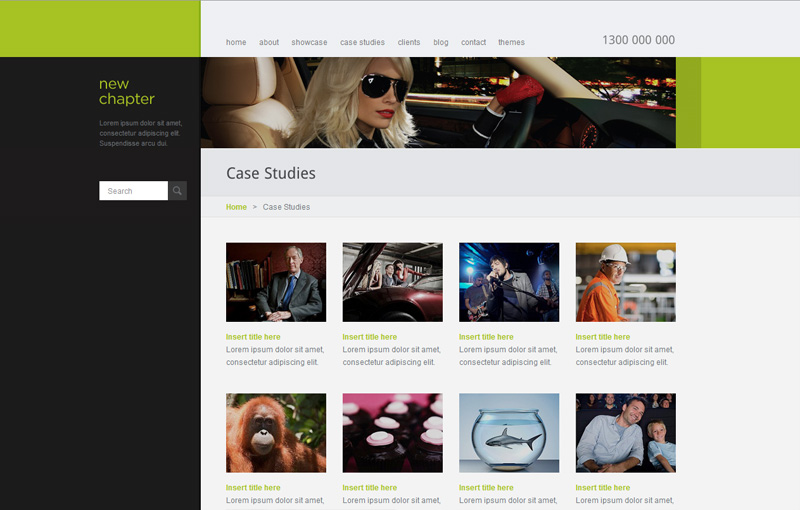 home about showcase case studies clients blog contact themes
1300 000 000
new
chapter
Lorem ipsum dolor sit amet,
consectetur adipiscing elit.
Suspendisse arcu dui.
Search
Case Studies
Home > Case Studies
Insert title here
Lorem ipsum dolor sit amet,
consectetur adipiscing elit.
Insert title here
Lorem ipsum dolor sit amet,
consectetur adipiscing elit.
Insert title here
Lorem ipsum dolor sit amet,
consectetur adipiscing elit.
Insert title here
Lorem ipsum dolor sit amet,
consectetur adipiscing elit.
Insert title here
Lorem ipsum dolor sit amet,
Insert title here
Lorem ipsum dolor sit amet,
Insert title here
Lorem ipsum dolor sit amet,
Insert title here
Lorem ipsum dolor sit amet,